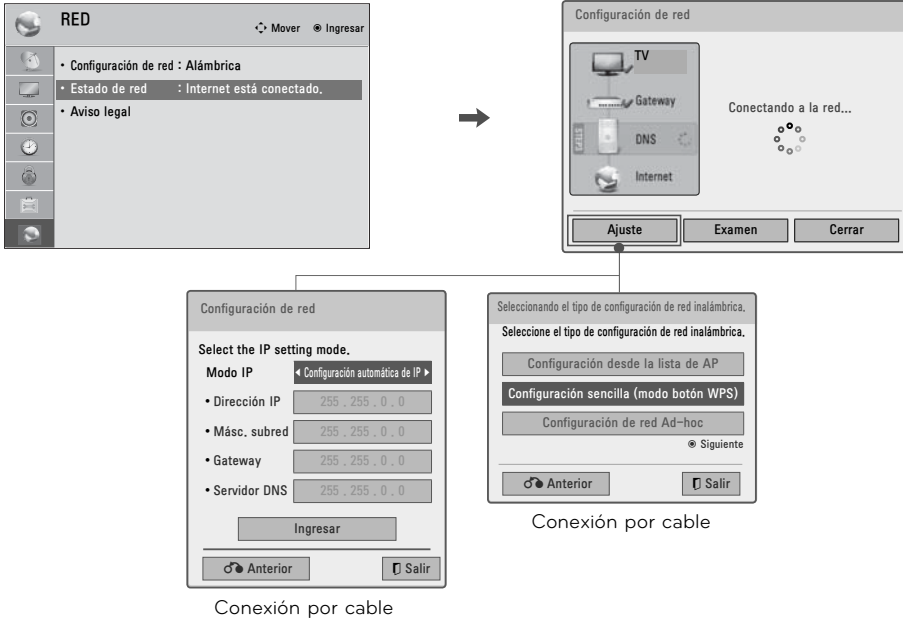 RED
Mover
Ingresar
• Configuración de red : Alámbrica
• Estado de red : Internet está conectado.
• Aviso legal
Configuración de red
TV
Gateway
STEP3
DNS
Internet
Conectando a la red...
Ajuste
Examen
Cerrar
Configuración de red
Select the IP setting mode.
Modo IP
Configuración automática de IP
• Dirección IP
255 . 255 . 0 . 0
• Másc. subred
255 . 255 . 0 . 0
• Gateway
255 . 255 . 0 . 0
• Servidor DNS
255 . 255 . 0 . 0
Ingresar
Anterior
Salir
Conexión por cable
Seleccionando el tipo de configuración de red inalámbrica.
Seleccione el tipo de configuración de red inalámbrica.
Configuración desde la lista de AP
Configuración sencilla (modo botón WPS)
Configuración de red Ad-hoc
Siguiente
Anterior
Salir
Conexión por cable